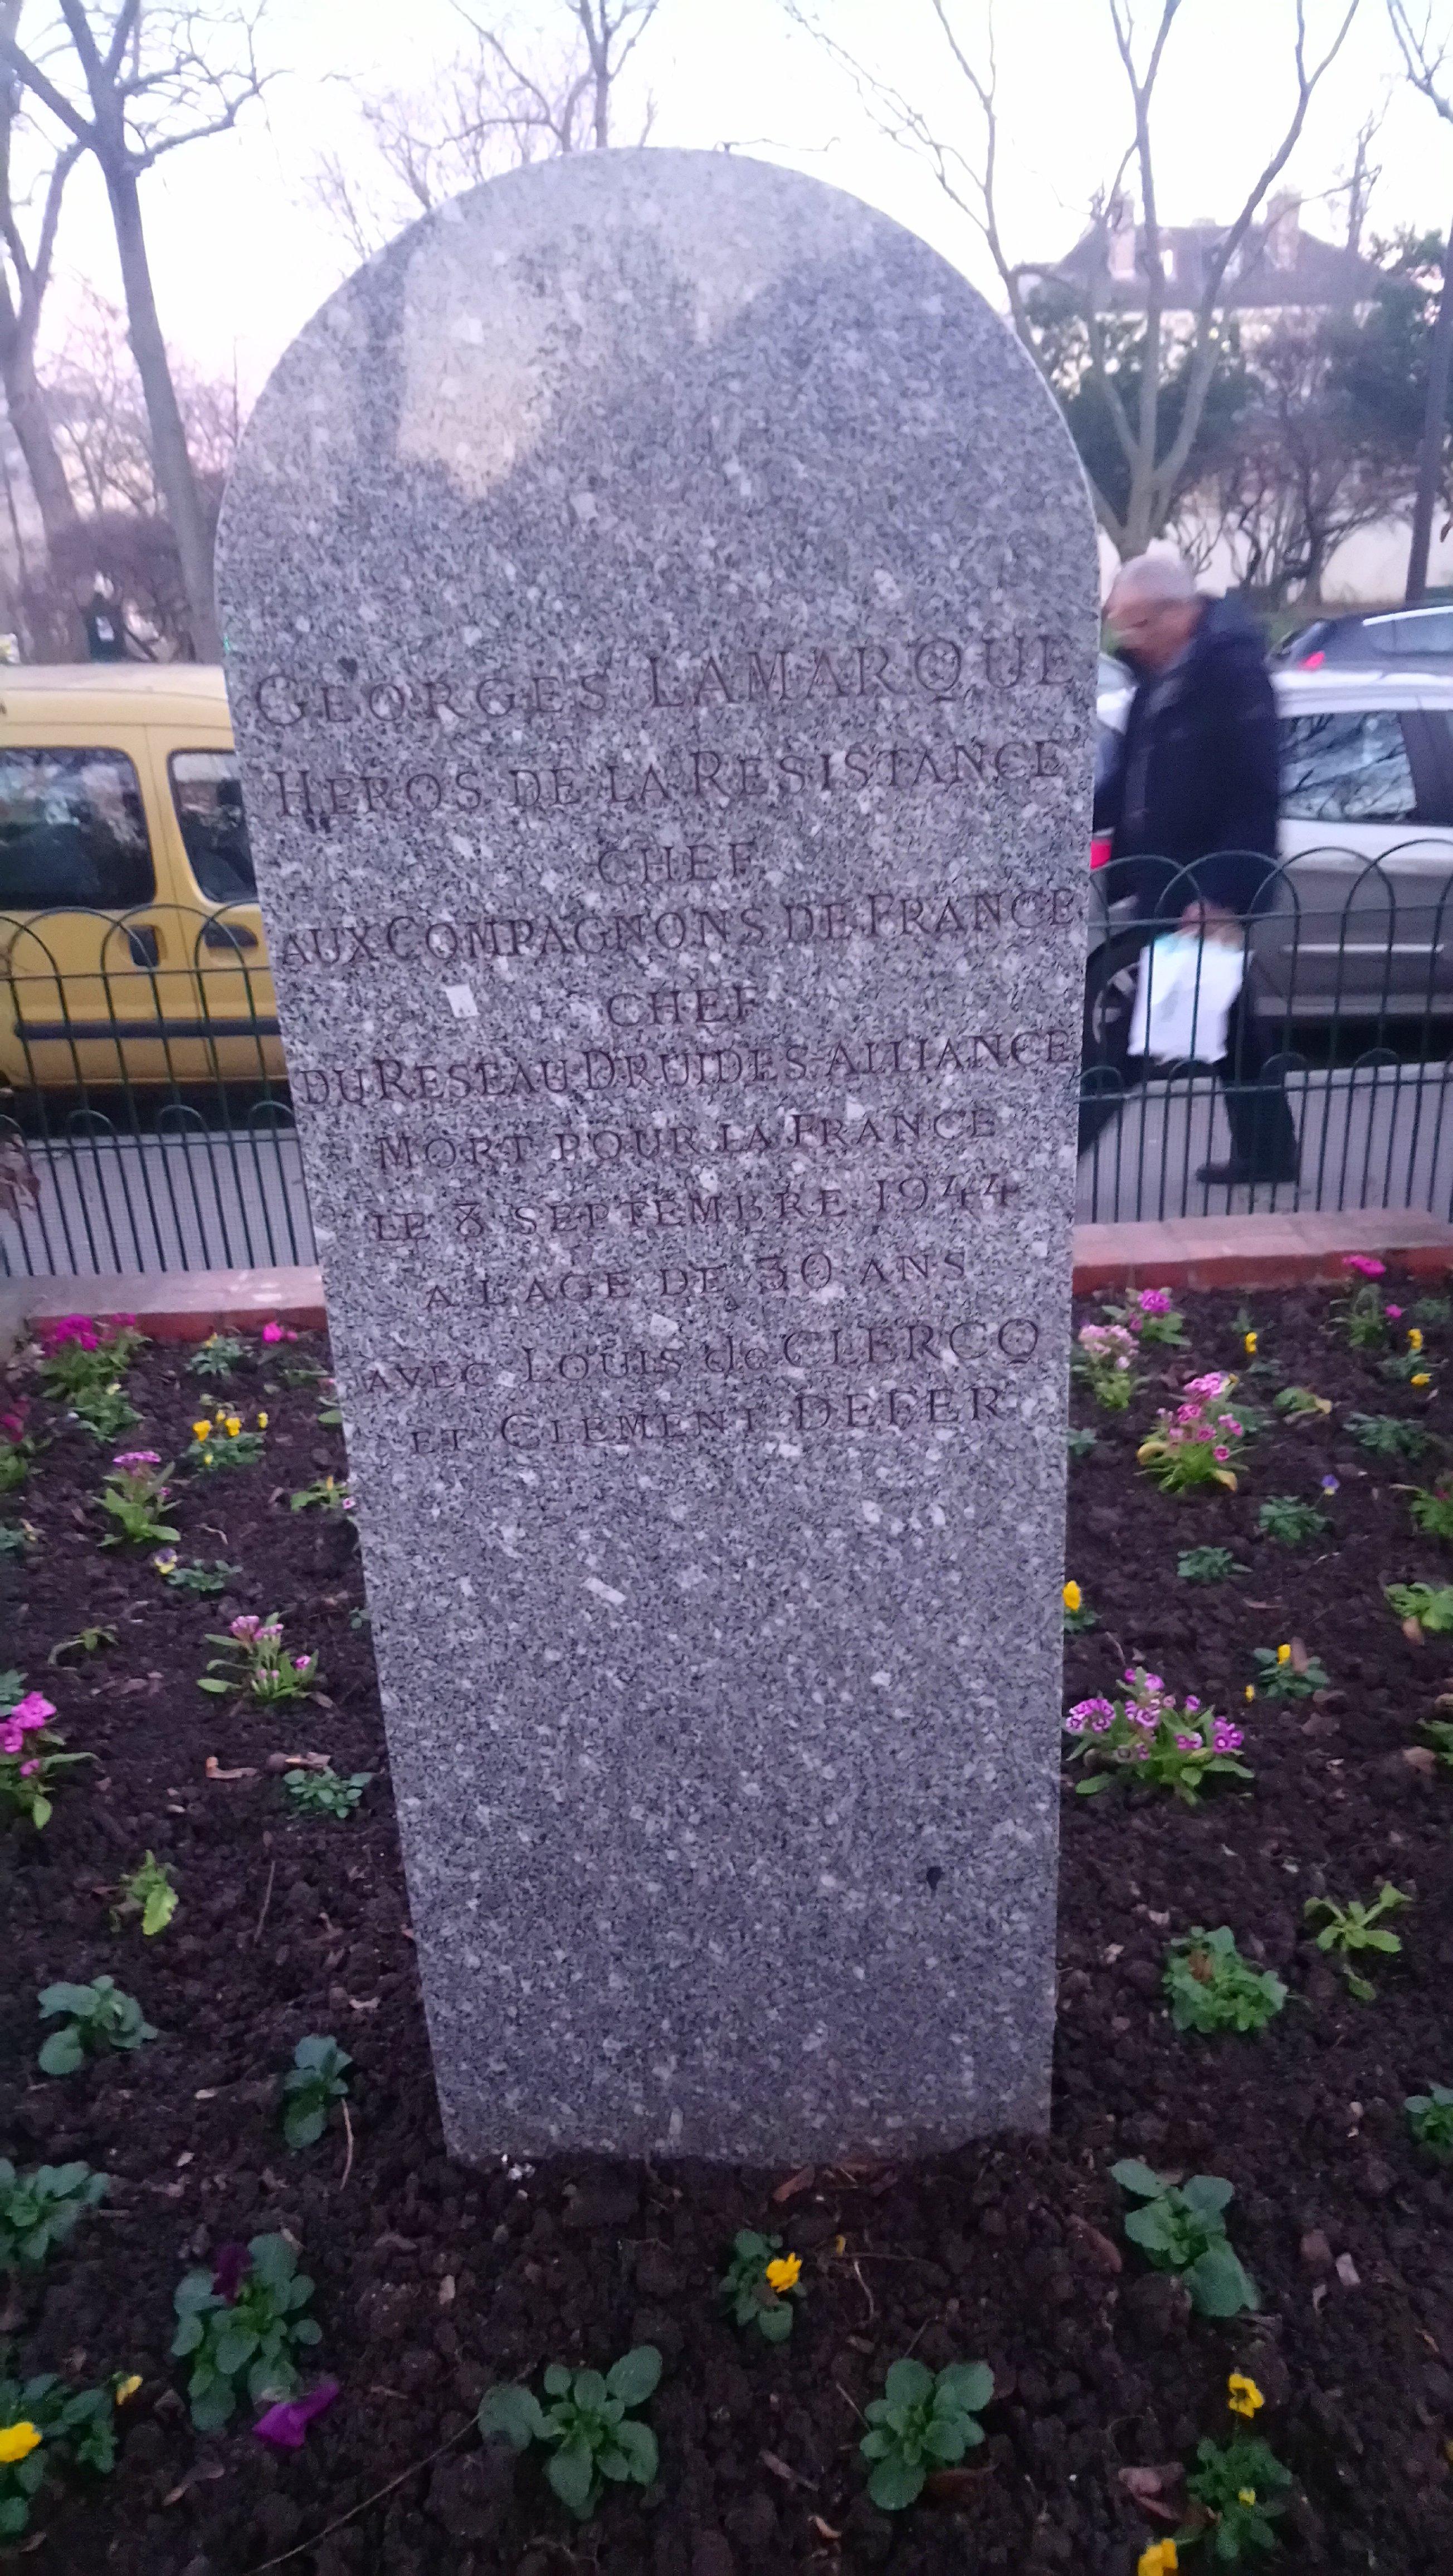 GEORGES LAMARQUE
HEROS DE LA RESISTANCE
CHEF
AUX COMPAGNONS DE FRANCE
CHEF
DU RESEAU DRUIDES-ALLIANCE
MORT POUR LA FRANCE
LE 8 SEPTEMBRE 1944
A L'AGE DE 30 ANS
AVEC LOUIS de CLERCQ
ET CLEMENT DEFER